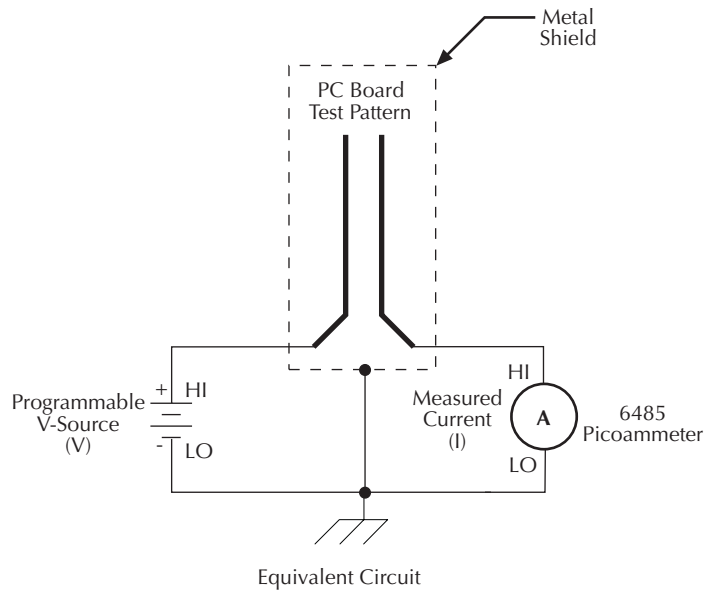 Metal
Shield
PC Board
Test Pattern
+ HI
Programmable
V-Source
(V)
- LO
HI
Measured
Current
(I)
A
6485
Picoammeter
LO
Equivalent Circuit